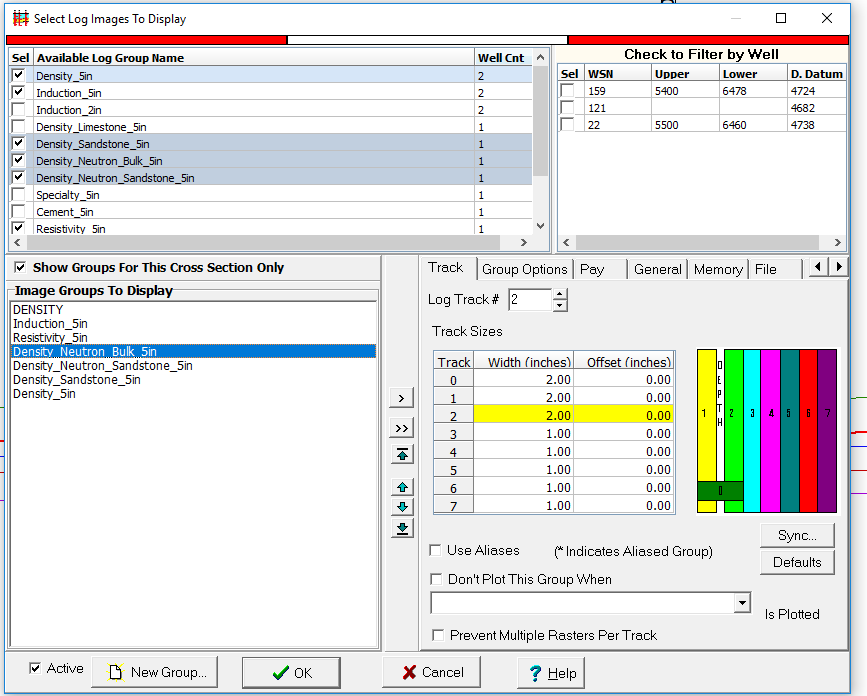 Select Log Images To Display
Sel Available Log Group Name Well Cnt
Density_5in 2
Induction_5in 2
Induction_2in 2
Density_Limestone_5in 1
Density_Sandstone_5in 1
Density_Neutron_Bulk_5in 1
Density_Neutron_Sandstone_5in 1
Specialty_5in 1
Cement_5in 1
Resistivity_5in 1
Check to Filter by Well
Sel WSN Upper Lower D. Datum
159 5400 6478 4724
121 4682
22 5500 6460 4738
Show Groups For This Cross Section Only
Image Groups To Display
DENSITY
Induction_5in
Resistivity_5in
Density_Neutron_Bulk_5in
Density_Neutron_Sandstone_5in
Density_Sandstone_5in
Density_5in
> 
>>
Track Group Options Pay General Memory File
Log Track # 2
Track Sizes
Track Width (inches) Offset (inches)
0 2.00 0.00
1 2.00 0.00
2 2.00 0.00
3 1.00 0.00
4 1.00 0.00
5 1.00 0.00
6 1.00 0.00
7 1.00 0.00
1 DEPTH 2 3 4 5 6 7
0
Sync...
Defaults
Use Aliases (* Indicates Aliased Group)
Don't Plot This Group When
Is Plotted
Prevent Multiple Rasters Per Track
Active New Group... OK Cancel Help